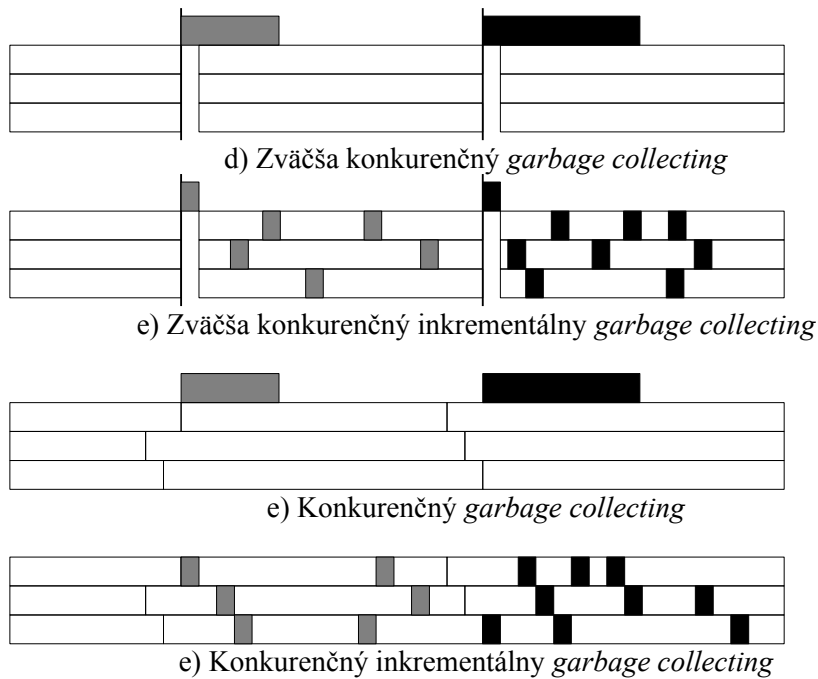 d) Zväčša konkurenčný garbage collecting
e) Zväčša konkurenčný inkrementálny garbage collecting
e) Konkurenčný garbage collecting
e) Konkurenčný inkrementálny garbage collecting